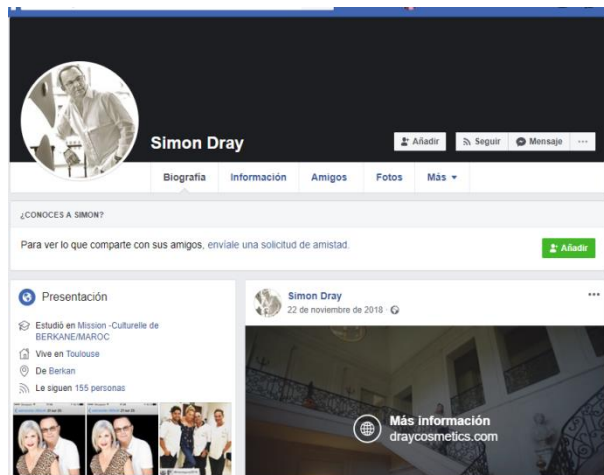 Simon Dray
Añadir
Seguir
Mensaje
Biografía
Información
Amigos
Fotos
Más
¿CONOCES A SIMON?
Para ver lo que comparte con sus amigos, envíale una solicitud de amistad.
Añadir
Presentación
Estudió en Mission -Culturelle de
BERKANE/MAROC
Vive en Toulouse
De Berkan
Le siguen 155 personas
Simon Dray
22 de noviembre de 2018 ·
Más información
draycosmetics.com